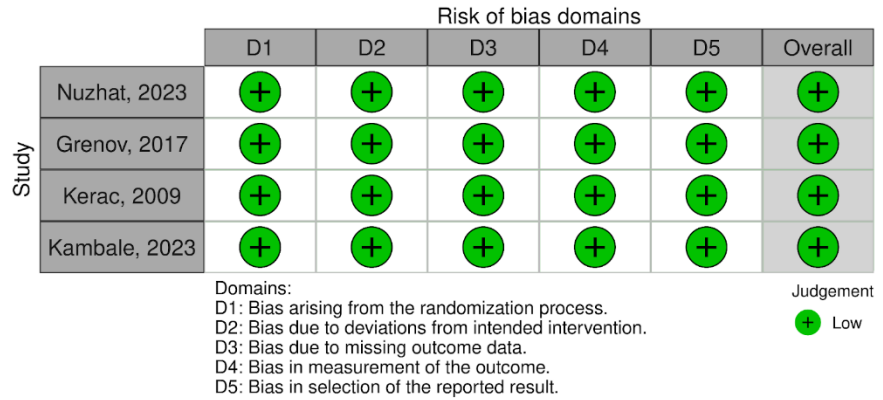 Risk of bias domains
D1 D2 D3 D4 D5 Overall
Study
Nuzhat, 2023 + + + + + +
Grenov, 2017 + + + + + +
Kerac, 2009 + + + + + +
Kambale, 2023 + + + + + +
Domains:
D1: Bias arising from the randomization process.
D2: Bias due to deviations from intended intervention.
D3: Bias due to missing outcome data.
D4: Bias in measurement of the outcome.
D5: Bias in selection of the reported result.
Judgement
+ Low